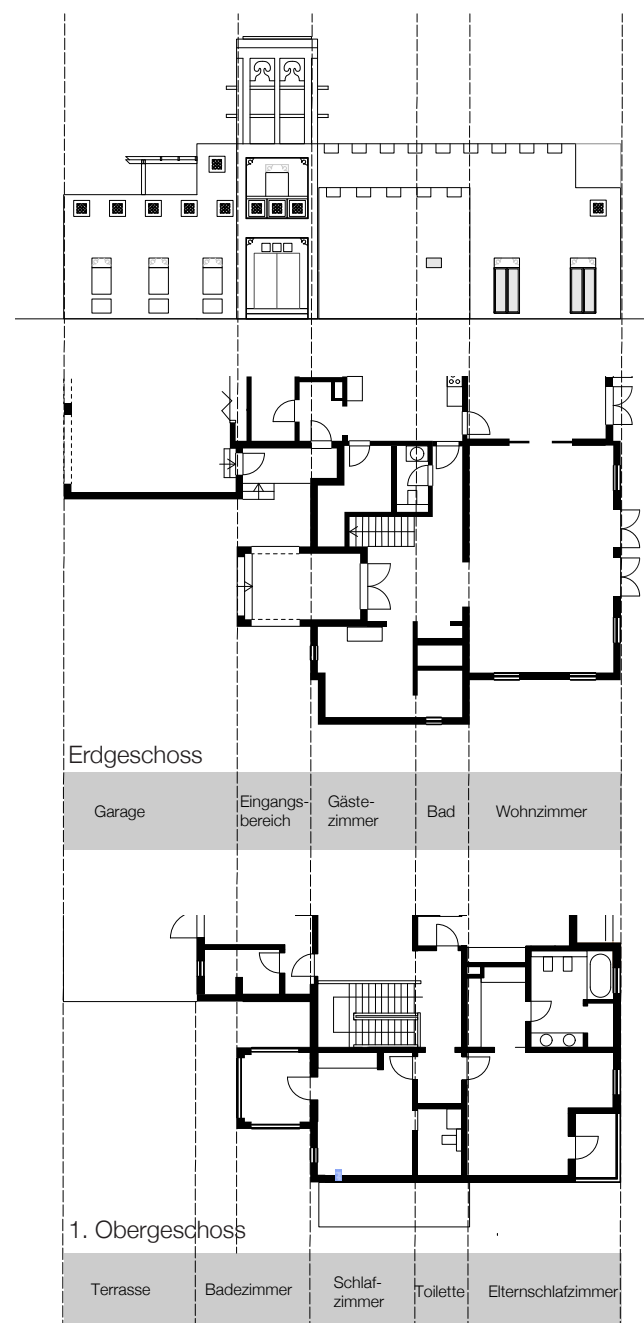 Erdgeschoss
Garage
Eingangs-
bereich
Gäste-
zimmer
Bad
Wohnzimmer
1. Obergeschoss
Terrasse
Badezimmer
Schlaf-
zimmer
Toilette
Elternschlafzimmer